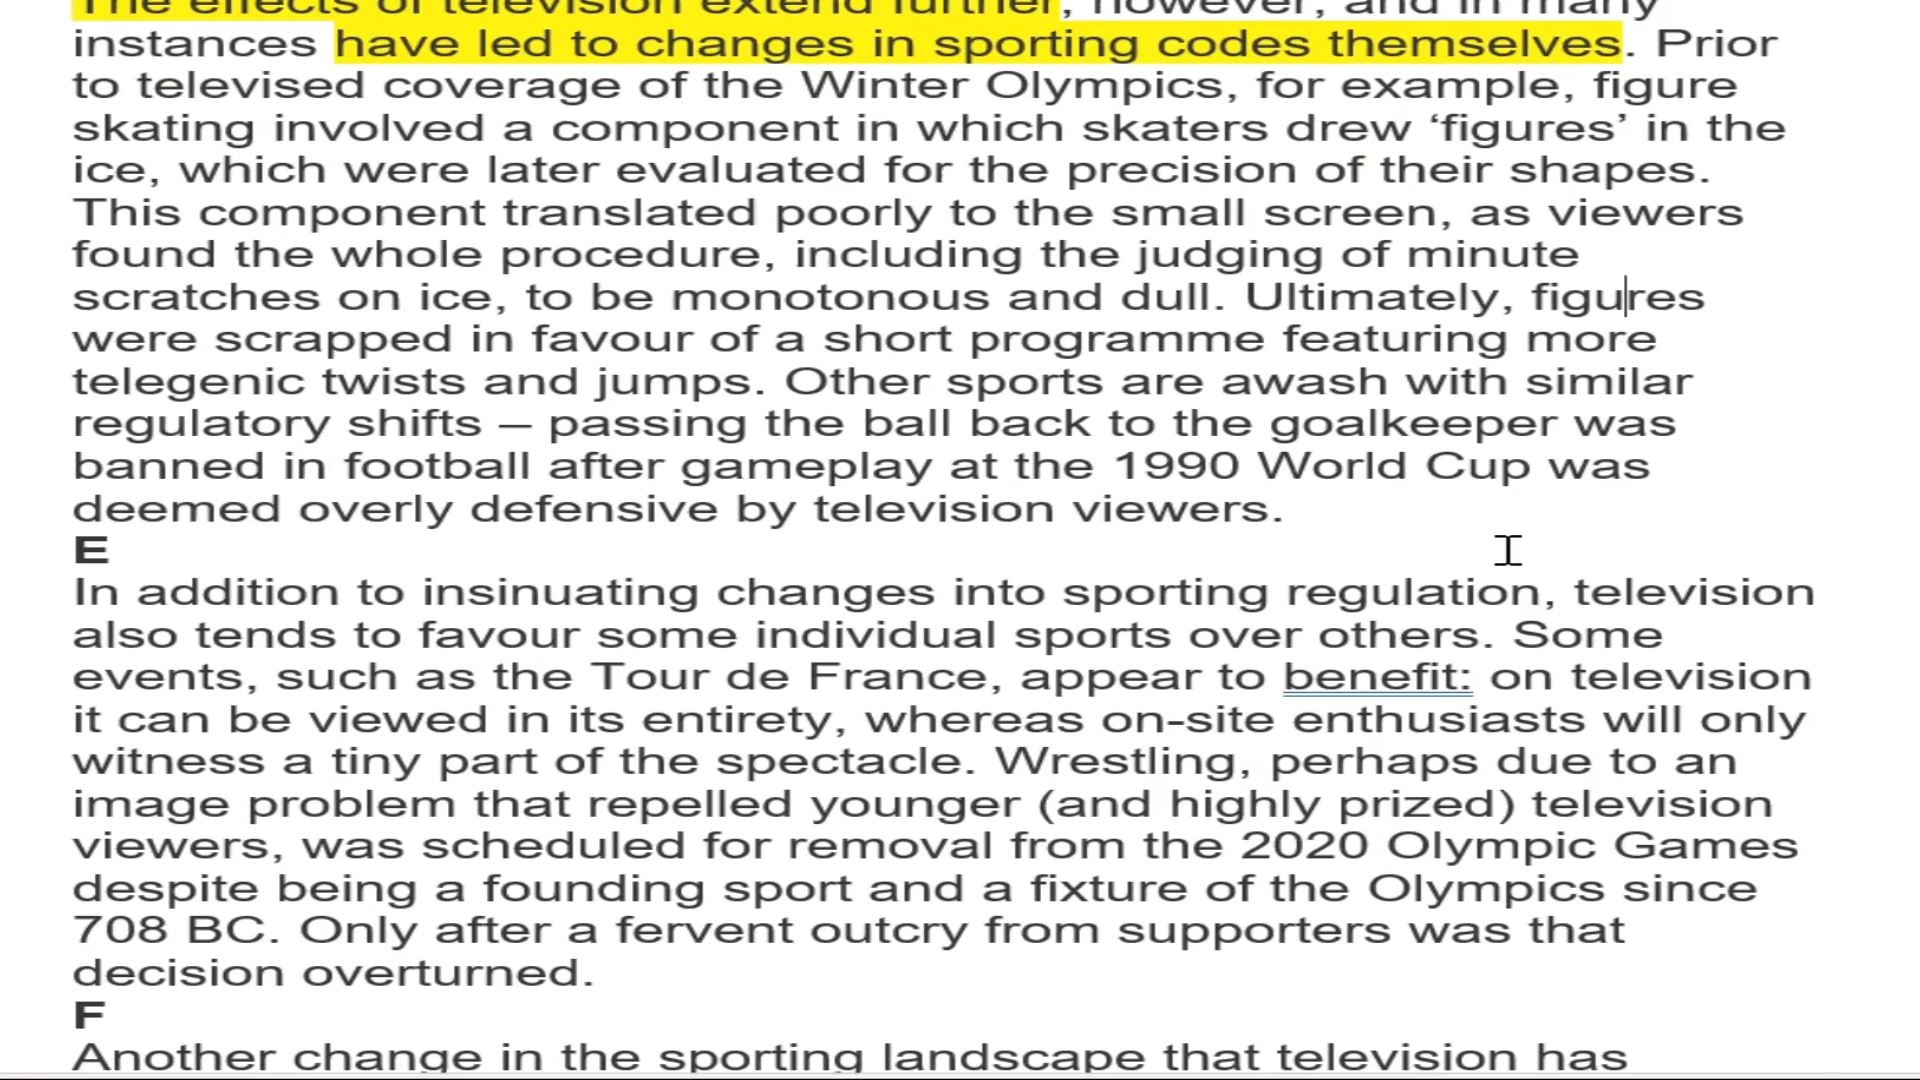 The effects of television extend further, however, and in many
instances have led to changes in sporting codes themselves. Prior
to televised coverage of the Winter Olympics, for example, figure
skating involved a component in which skaters drew ‘figures’ in the
ice, which were later evaluated for the precision of their shapes.
This component translated poorly to the small screen, as viewers
found the whole procedure, including the judging of minute
scratches on ice, to be monotonous and dull. Ultimately, figures
were scrapped in favour of a short programme featuring more
telegenic twists and jumps. Other sports are awash with similar
regulatory shifts – passing the ball back to the goalkeeper was
banned in football after gameplay at the 1990 World Cup was
deemed overly defensive by television viewers.
E
In addition to insinuating changes into sporting regulation, television
also tends to favour some individual sports over others. Some
events, such as the Tour de France, appear to benefit: on television
it can be viewed in its entirety, whereas on-site enthusiasts will only
witness a tiny part of the spectacle. Wrestling, perhaps due to an
image problem that repelled younger (and highly prized) television
viewers, was scheduled for removal from the 2020 Olympic Games
despite being a founding sport and a fixture of the Olympics since
708 BC. Only after a fervent outcry from supporters was that
decision overturned.
F
Another change in the sporting landscape that television has